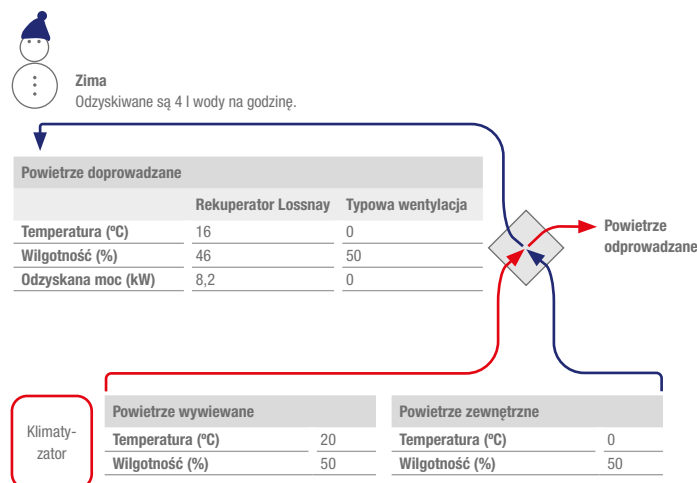 Zima
Odzyskiwane są 4 l wody na godzinę.
Powietrze doprowadzane
Rekuperator Lossnay Typowa wentylacja
Temperatura (ºC) 16 0
Wilgotność (%) 46 50
Odzyskana moc (kW) 8,2 0
Powietrze
odprowadzane
Klimaty-
zator
Powietrze wywiewane
Temperatura (ºC) 20
Wilgotność (%) 50
Powietrze zewnętrzne
Temperatura (ºC) 0
Wilgotność (%) 50